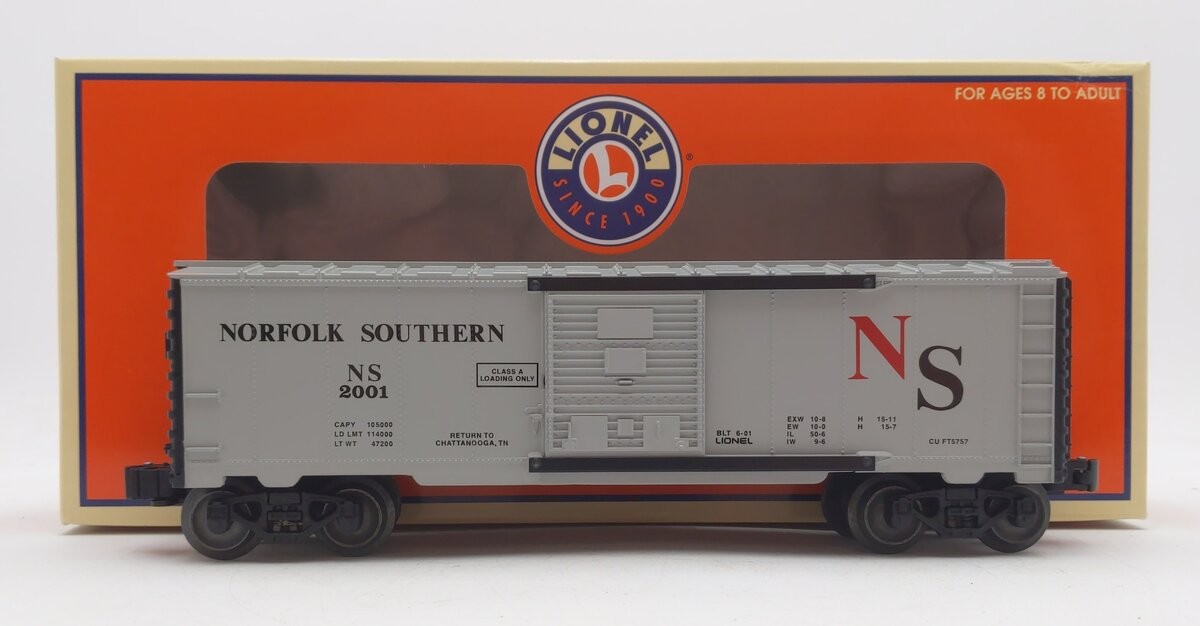 FOR AGES 8 TO ADULT
LIONEL
L
®
SINCE 1900
NORFOLK SOUTHERN
NS
2001
CLASS A
LOADING ONLY
CAPY 105000
LD LMT 114000
LT WT 47200
RETURN TO
CHATTANOOGA, TN
BLT 6-01
LIONEL
EXW 10-8 H 15-11
EW 10-0 H 15-7
IL 50-6
IW 9-6
NS
CU FT5757